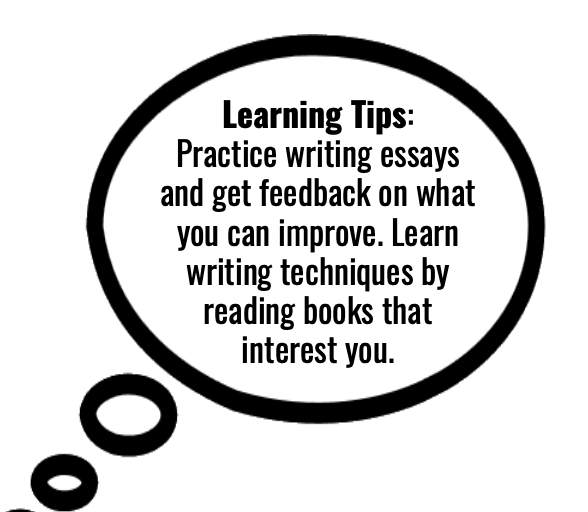 Learning Tips:
Practice writing essays
and get feedback on what
you can improve. Learn
writing techniques by
reading books that
interest you.